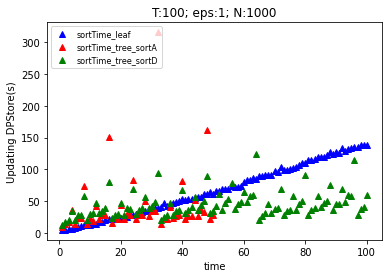 T:100; eps:1; N:1000
sortTime_leaf
sortTime_tree_sortA
sortTime_tree_sortD
Updating DPStore(s)
300
250
200
150
100
50
0
0 20 40 60 80 100
time